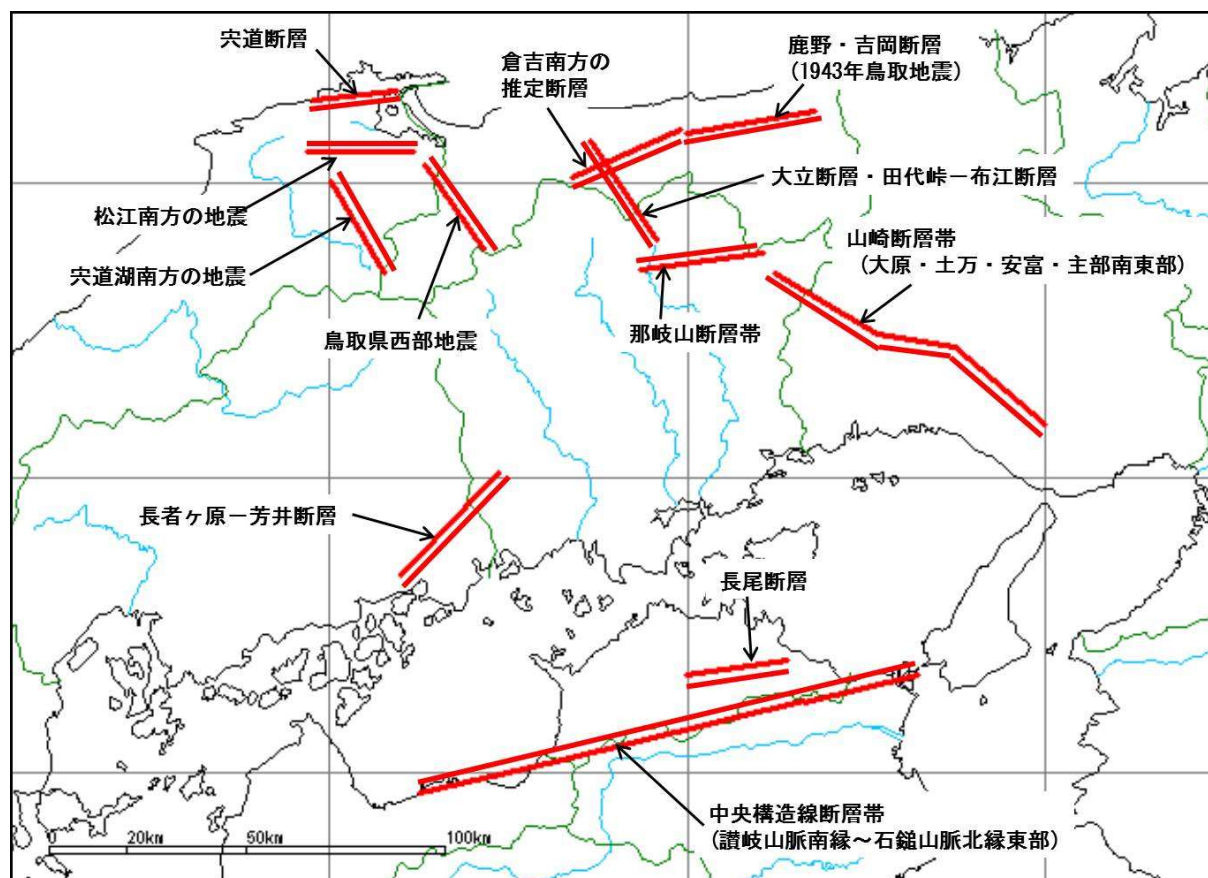 宍道断層
倉吉南方の
推定断層
鹿野・吉岡断層
(1943年鳥取地震)
大立断層・田代峠－布江断層
松江南方の地震
山崎断層帯
(大原・土万・安富・主部南東部)
宍道湖南方の地震
鳥取県西部地震
那岐山断層帯
長者ヶ原－芳井断層
長尾断層
中央構造線断層帯
(讃岐山脈南縁～石鎚山脈北縁東部)
0 20km 50km 100km